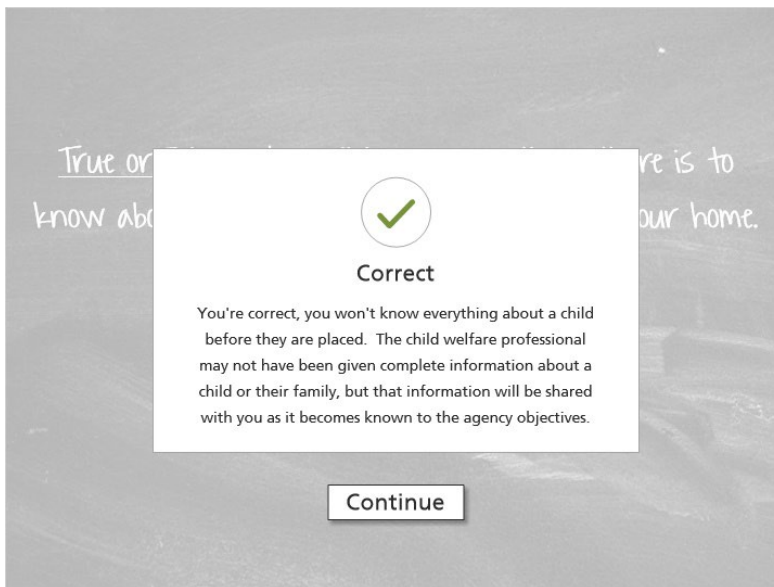 True or re is to
know abo our home.
Correct
You're correct, you won't know everything about a child
before they are placed. The child welfare professional
may not have been given complete information about a
child or their family, but that information will be shared
with you as it becomes known to the agency objectives.
Continue